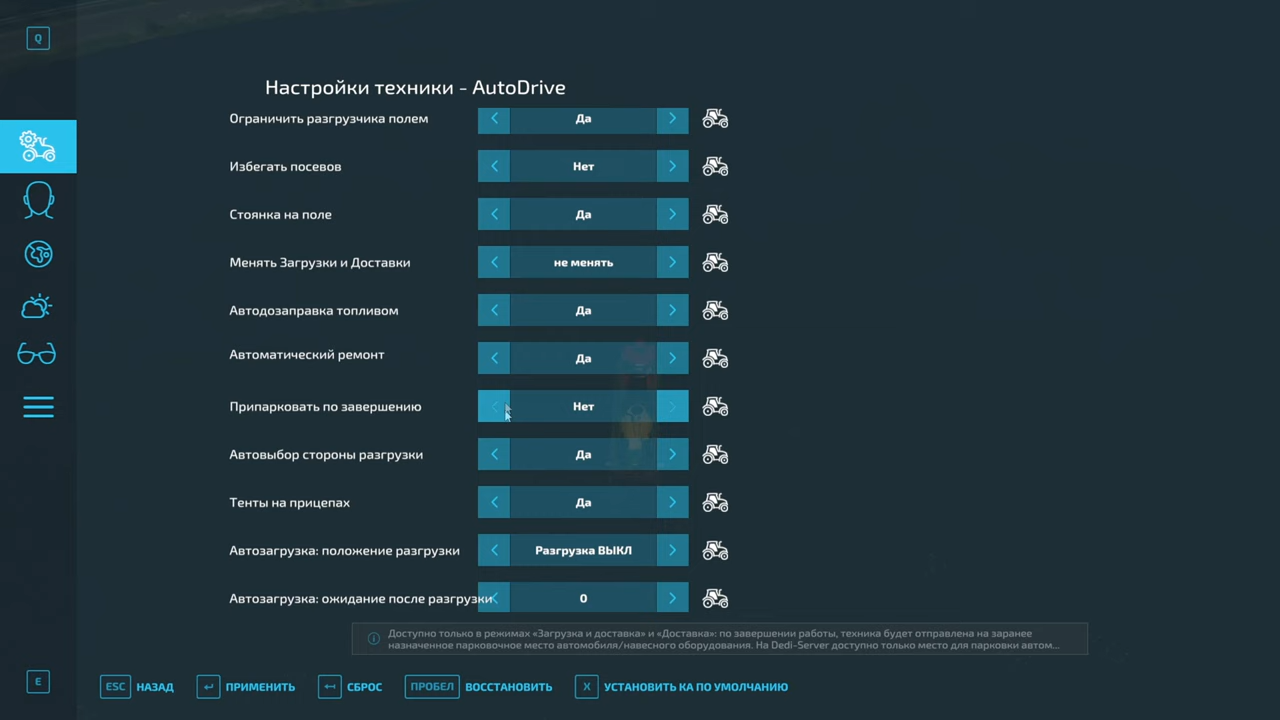 Q
Настройки техники - AutoDrive
Ограничить разгрузчика полем Да
Избегать посевов Нет
Стоянка на поле Да
Менять Загрузки и Доставки не менять
Автодозаправка топливом Да
Автоматический ремонт Да
Припарковать по завершению Нет
Автовыбор стороны разгрузки Да
Тенты на прицепах Да
Автозагрузка: положение разгрузки Разгрузка ВЫКЛ
Автозагрузка: ожидание после разгрузки 0
Доступно только в режимах «Загрузка и доставка» и «Доставка»: по завершении работы, техника будет отправлена на заранее
назначенное парковочное место автомобиля/навесного оборудования. На Dedi-Server доступно только место для парковки автом...
E
ESC НАЗАД ПРИМЕНИТЬ СБРОС ПРОБЕЛ ВОССТАНОВИТЬ X УСТАНОВИТЬ КА ПО УМОЛЧАНИЮ